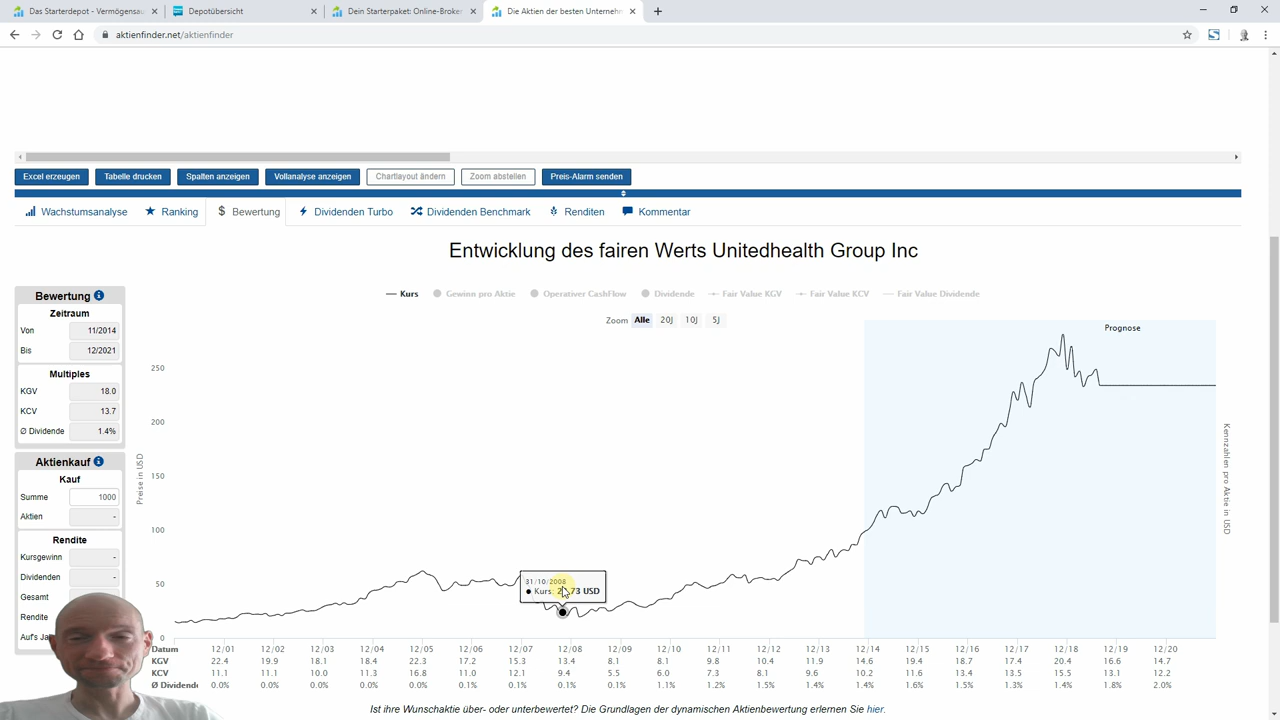 Das Starterdepot - Vermögensau
Depotübersicht
Dein Starterpaket: Online-Broker
Die Aktien der besten Unternehm
aktienfinder.net/aktienfinder
Excel erzeugen
Tabelle drucken
Spalten anzeigen
Vollanalyse anzeigen
Chartlayout ändern
Zoom abstellen
Preis-Alarm senden
Wachstumsanalyse
Ranking
Bewertung
Dividenden Turbo
Dividenden Benchmark
Renditen
Kommentar
Entwicklung des fairen Werts Unitedhealth Group Inc
Kurs
Gewinn pro Aktie
Operativer CashFlow
Dividende
Fair Value KGV
Fair Value KCV
Fair Value Dividende
Zoom Alle 20J 10J 5J
Bewertung
Zeitraum
Von 11/2014
Bis 12/2021
Multiples
KGV 18.0
KCV 13.7
Ø Dividende 1.4%
Aktienkauf
Kauf
Summe 1000
Aktien -
Rendite
Kursgewinn -
Dividenden -
Gesamt
Rendite
Auf's
Prognose
Preise in USD
250
200
150
100
50
0
Kennzahlen pro Aktie in USD
31/10/2008
Kurs: 73 USD
Datum 12/01 12/02 12/03 12/04 12/05 12/06 12/07 12/08 12/09 12/10 12/11 12/12 12/13 12/14 12/15 12/16 12/17 12/18 12/19 12/20
KGV 22.4 19.9 18.1 18.4 22.3 17.2 15.3 13.4 8.1 8.1 9.8 10.4 11.9 14.6 19.4 18.7 17.4 20.4 16.6 14.7
KCV 11.1 11.1 10.0 11.3 16.8 11.0 12.1 9.4 5.5 6.0 7.3 8.1 9.6 10.2 11.6 13.4 13.5 15.5 13.1 12.2
Ø Dividende 0.0% 0.0% 0.0% 0.0% 0.0% 0.1% 0.1% 0.1% 0.1% 1.1% 1.2% 1.5% 1.3% 1.4% 1.6% 1.5% 1.3% 1.4% 1.8% 2.0%
Ist ihre Wunschaktie über- oder unterbewertet? Die Grundlagen der dynamischen Aktienbewertung erlernen Sie hier.